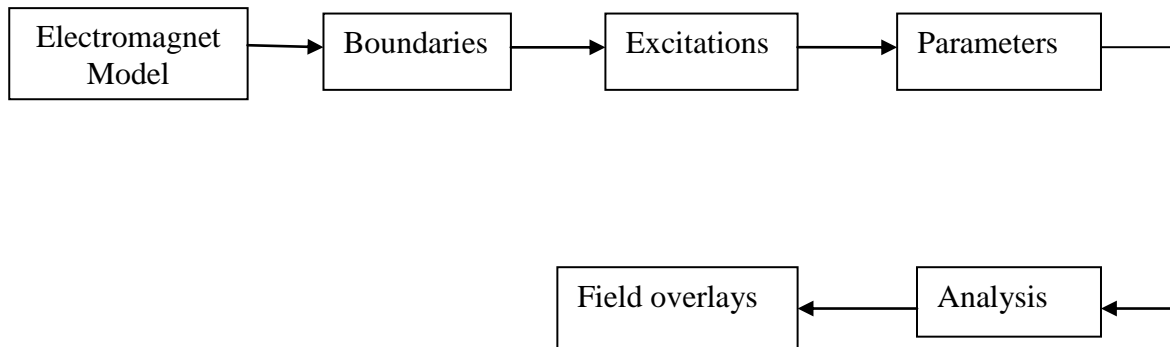 Electromagnet
Model
Boundaries
Excitations
Parameters
Analysis
Field overlays